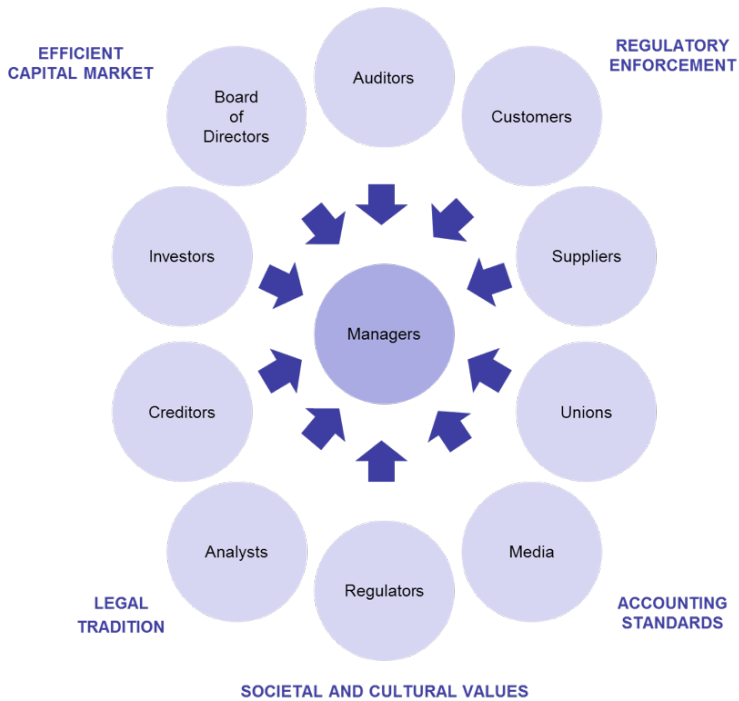 EFFICIENT
CAPITAL MARKET
REGULATORY
ENFORCEMENT
Auditors
Board
of
Directors
Customers
Investors
Suppliers
Managers
Creditors
Unions
Analysts
Media
Regulators
LEGAL
TRADITION
ACCOUNTING
STANDARDS
SOCIETAL AND CULTURAL VALUES